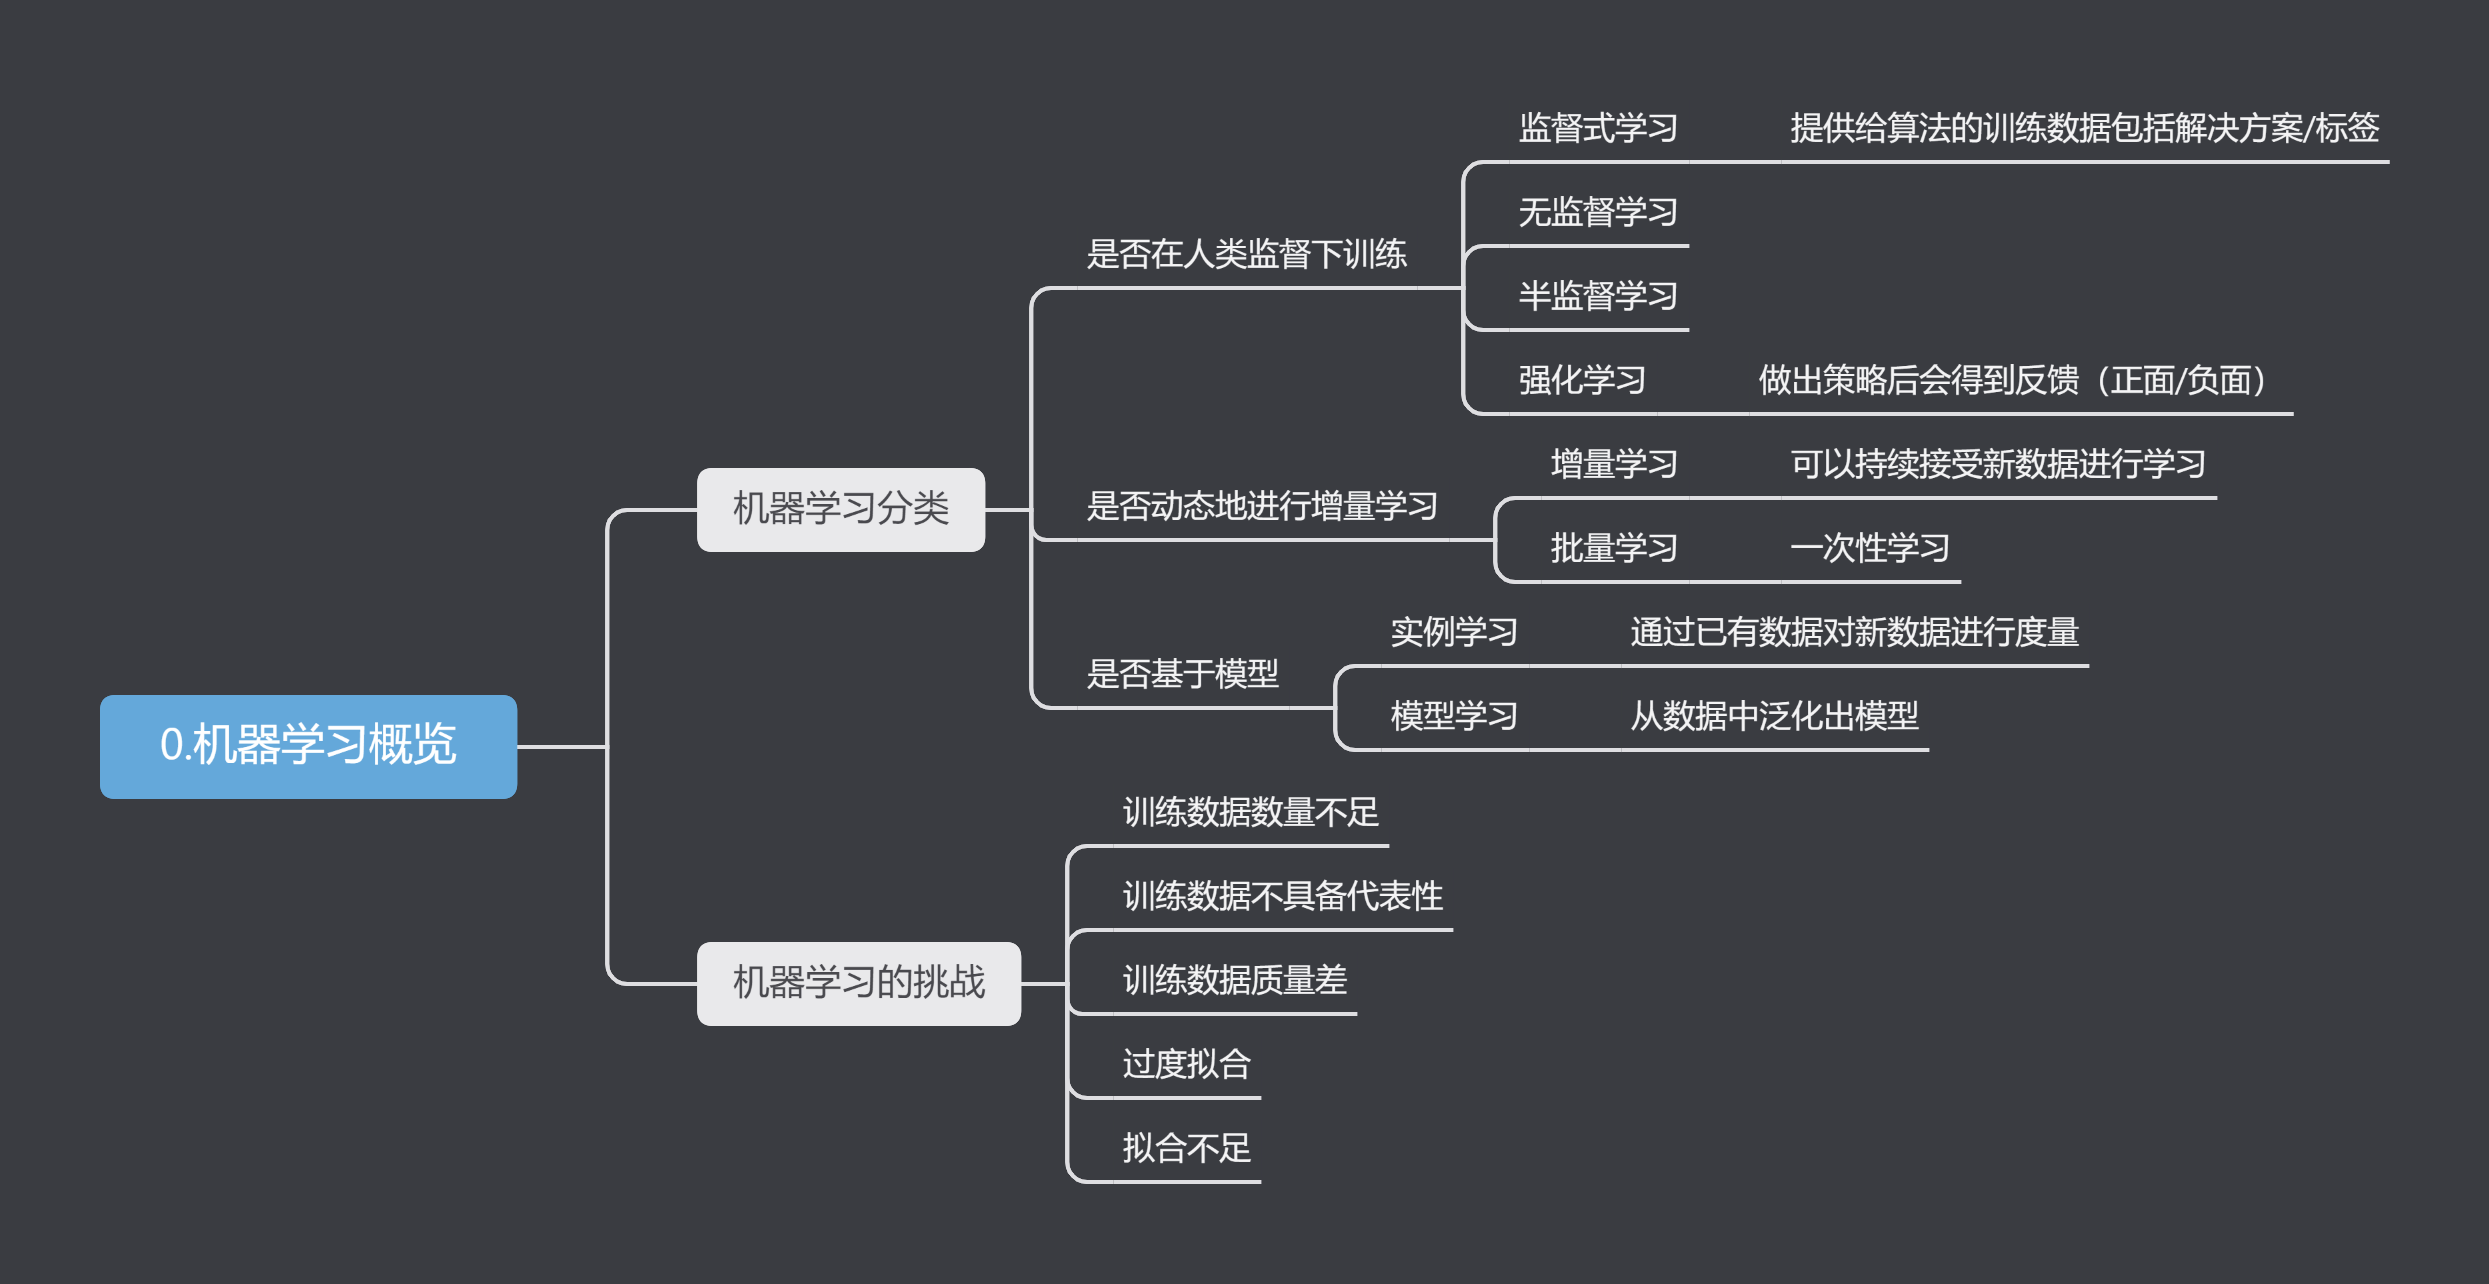 0.机器学习概览
机器学习分类
是否在人类监督下训练
监督式学习
提供给算法的训练数据包括解决方案/标签
无监督学习
半监督学习
强化学习
做出策略后会得到反馈（正面/负面）
是否动态地进行增量学习
增量学习
可以持续接受新数据进行学习
批量学习
一次性学习
是否基于模型
实例学习
通过已有数据对新数据进行度量
模型学习
从数据中泛化出模型
机器学习的挑战
训练数据数量不足
训练数据不具备代表性
训练数据质量差
过度拟合
拟合不足